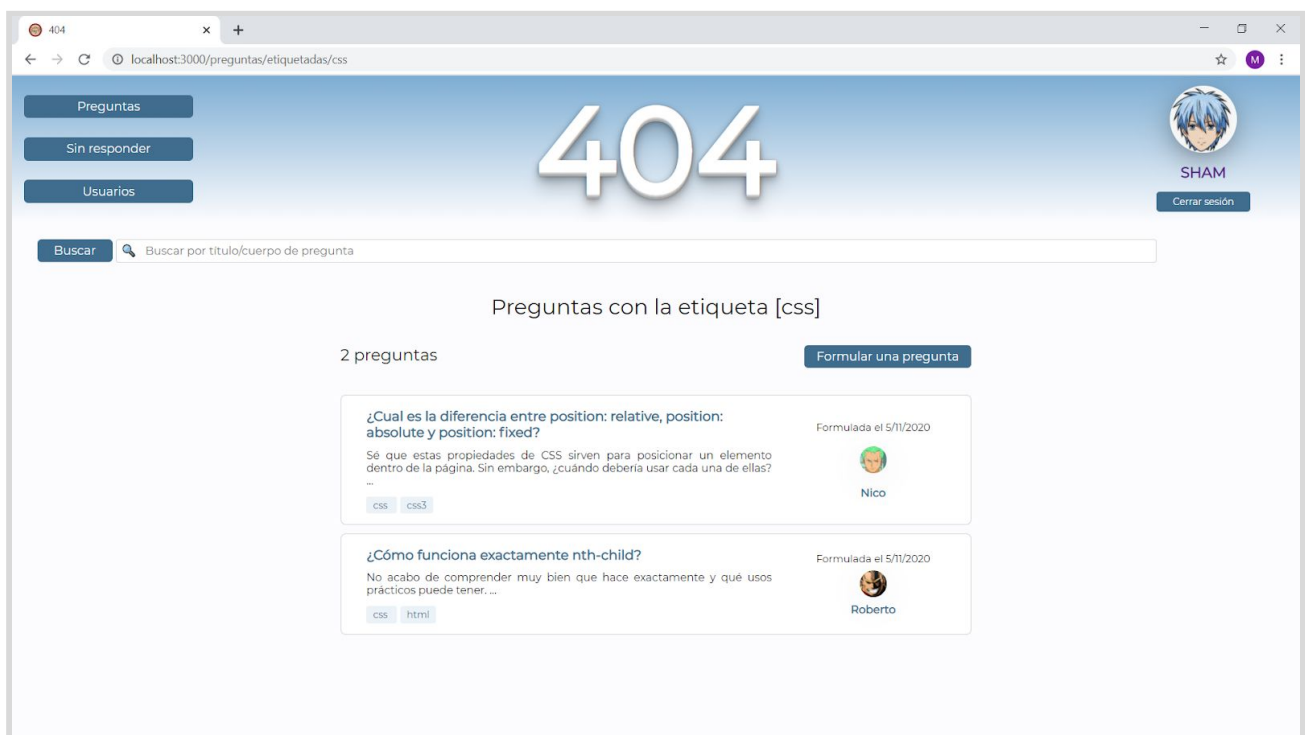 404
localhost:3000/preguntas/etiquetadas/css
M
Preguntas
Sin responder
Usuarios
404
SHAM
Cerrar sesión
Buscar
Buscar por título/cuerpo de pregunta
Preguntas con la etiqueta [css]
2 preguntas
Formular una pregunta
¿Cual es la diferencia entre position: relative, position:
absolute y position: fixed?
Sé que estas propiedades de CSS sirven para posicionar un elemento
dentro de la página. Sin embargo, ¿cuándo debería usar cada una de ellas?
...
css css3
Formulada el 5/11/2020
Nico
¿Cómo funciona exactamente nth-child?
No acabo de comprender muy bien que hace exactamente y qué usos
prácticos puede tener. ...
css html
Formulada el 5/11/2020
Roberto